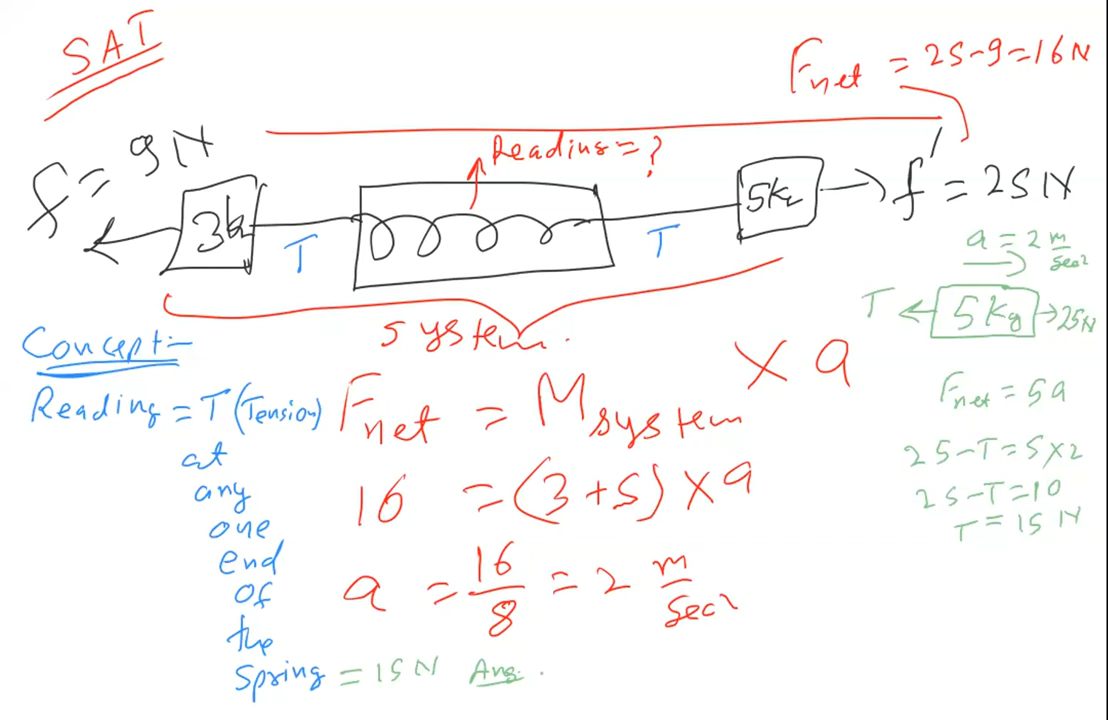 SAT
Fnet = 25-9=16N
f = 9N
Reading = ?
3kg
T
T
5kg
f = 25N
a = 2 m/sec²
T
5kg
25N
system.
Concept:-
Reading = T (Tension)
at
any
one
end
of
the
spring = 15N Ans.
Fnet = Msystem × a
16 = (3+5) × a
a = 16/8 = 2 m/sec²
Fnet = 5a
25-T = 5×2
25-T = 10
T = 15N